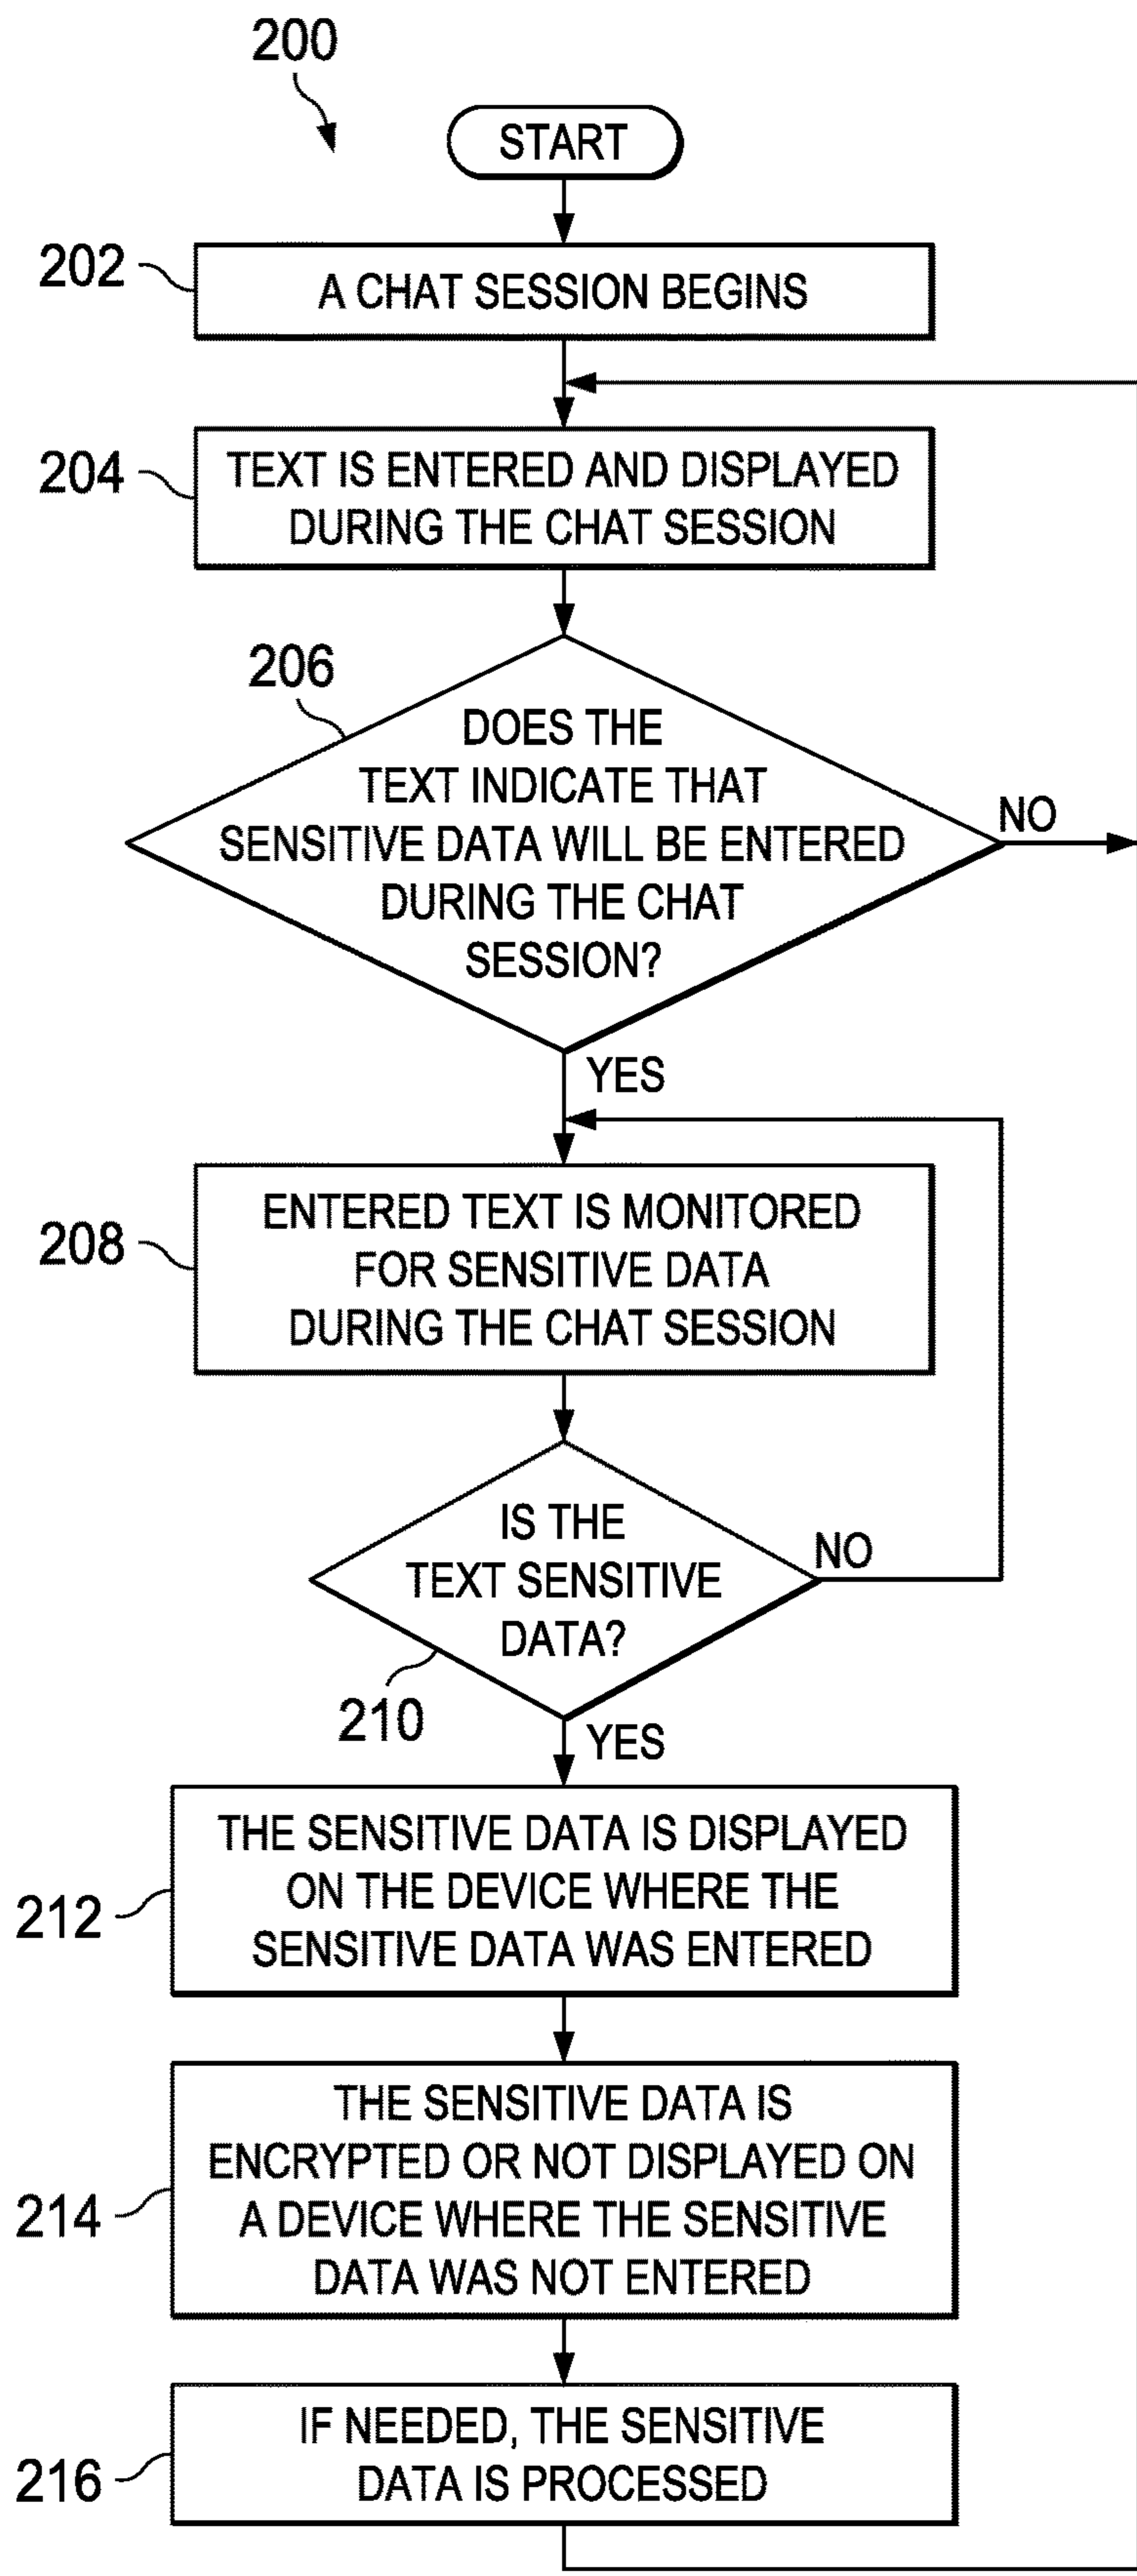 200
START
202
A CHAT SESSION BEGINS
204
TEXT IS ENTERED AND DISPLAYED
DURING THE CHAT SESSION
206
DOES THE
TEXT INDICATE THAT
SENSITIVE DATA WILL BE ENTERED
DURING THE CHAT
SESSION?
NO
YES
208
ENTERED TEXT IS MONITORED
FOR SENSITIVE DATA
DURING THE CHAT SESSION
IS THE
TEXT SENSITIVE
DATA?
NO
210
YES
212
THE SENSITIVE DATA IS DISPLAYED
ON THE DEVICE WHERE THE
SENSITIVE DATA WAS ENTERED
214
THE SENSITIVE DATA IS
ENCRYPTED OR NOT DISPLAYED ON
A DEVICE WHERE THE SENSITIVE
DATA WAS NOT ENTERED
216
IF NEEDED, THE SENSITIVE
DATA IS PROCESSED